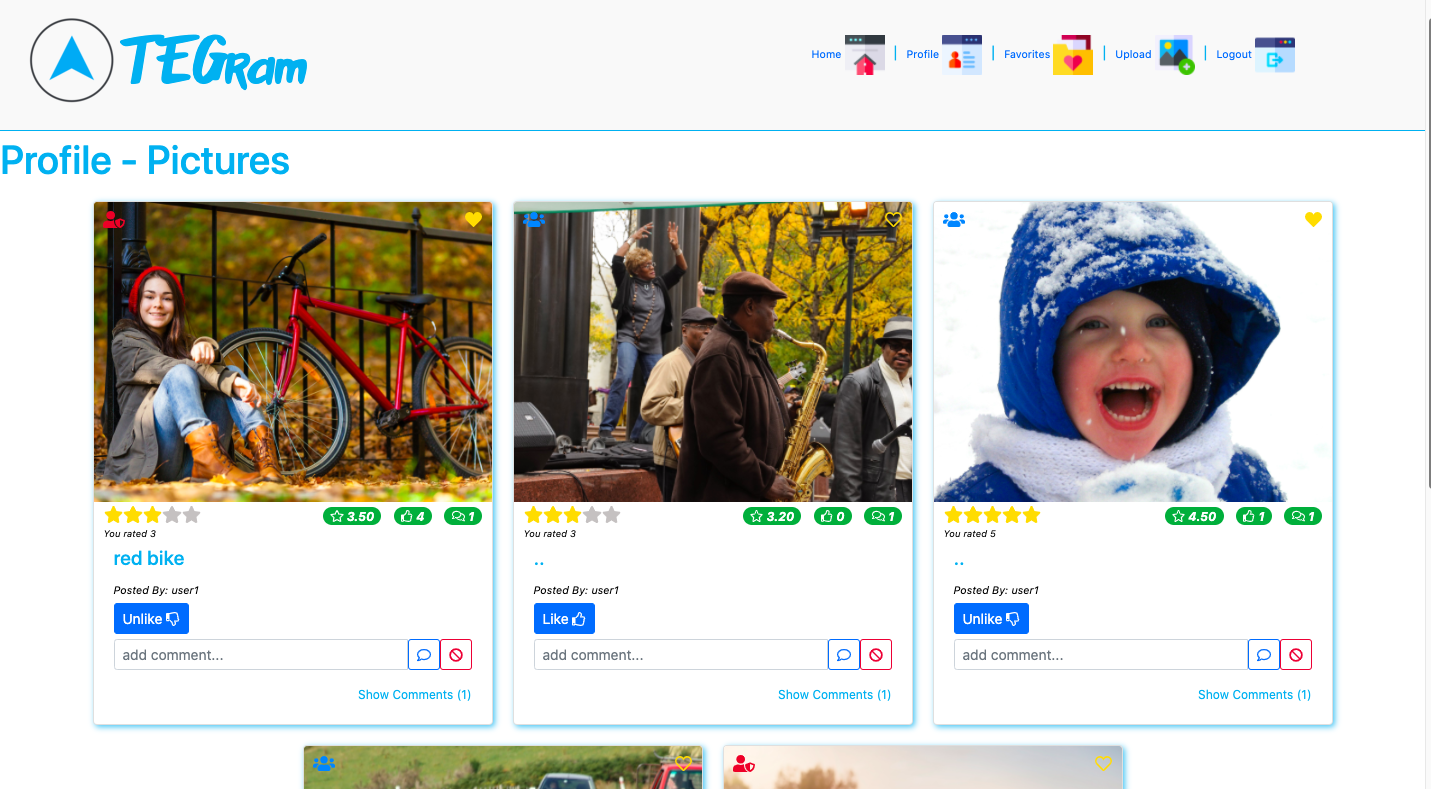 TEGram
Home | Profile | Favorites | Upload | Logout
Profile - Pictures
3.50 4 1
You rated 3
red bike
Posted By: user1
Unlike
add comment...
Show Comments (1)
3.20 0 1
You rated 3
..
Posted By: user1
Like
add comment...
Show Comments (1)
4.50 1 1
You rated 5
..
Posted By: user1
Unlike
add comment...
Show Comments (1)